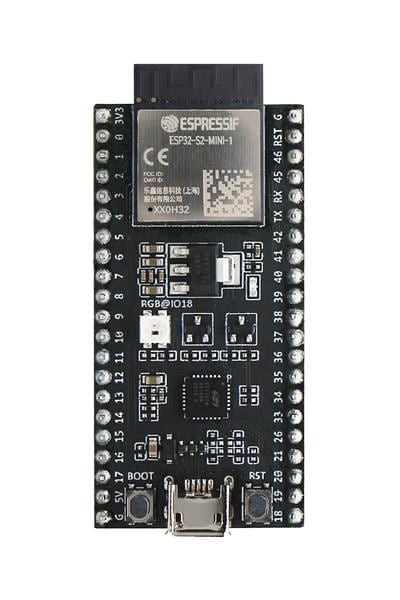 ESPRESSIF
ESP32-S2-MINI-1
CE
FCC ID:
CMIIT ID:
乐鑫信息科技(上海)
股份有限公司
XX0H32
3V3
0
1
2
3
4
5
6
7
8
9
10
11
12
13
14
15
16
17
5V
G
G
RST
46
45
RX
TX
42
41
40
39
38
37
36
35
34
33
26
21
20
19
18
RGB@IO18
BOOT
RST